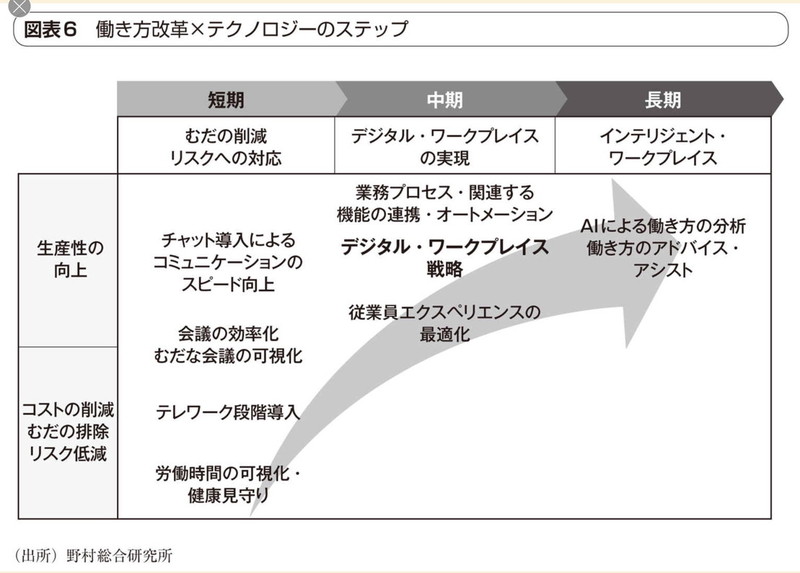 図表6 働き方改革×テクノロジーのステップ
短期
中期
長期
むだの削減
リスクへの対応
デジタル・ワークプレイス
の実現
インテリジェント・
ワークプレイス
生産性の
向上
チャット導入による
コミュニケーションの
スピード向上
会議の効率化
むだな会議の可視化
業務プロセス・関連する
機能の連携・オートメーション
デジタル・ワークプレイス
戦略
従業員エクスペリエンスの
最適化
AIによる働き方の分析
働き方のアドバイス・
アシスト
コストの削減
むだの排除
リスク低減
テレワーク段階導入
労働時間の可視化・
健康見守り
(出所)野村総合研究所